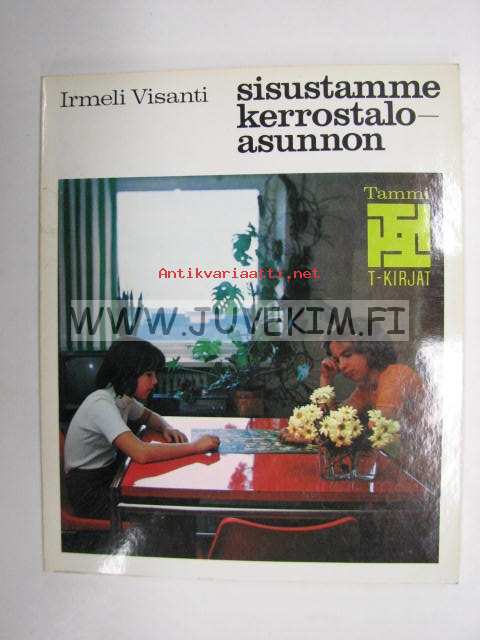 Irmeli Visanti
sisustamme
kerrostalo–
asunnon
Tammi
T-KIRJAT
Antikvariaatti.net
WWW.JUVEKIM.FI